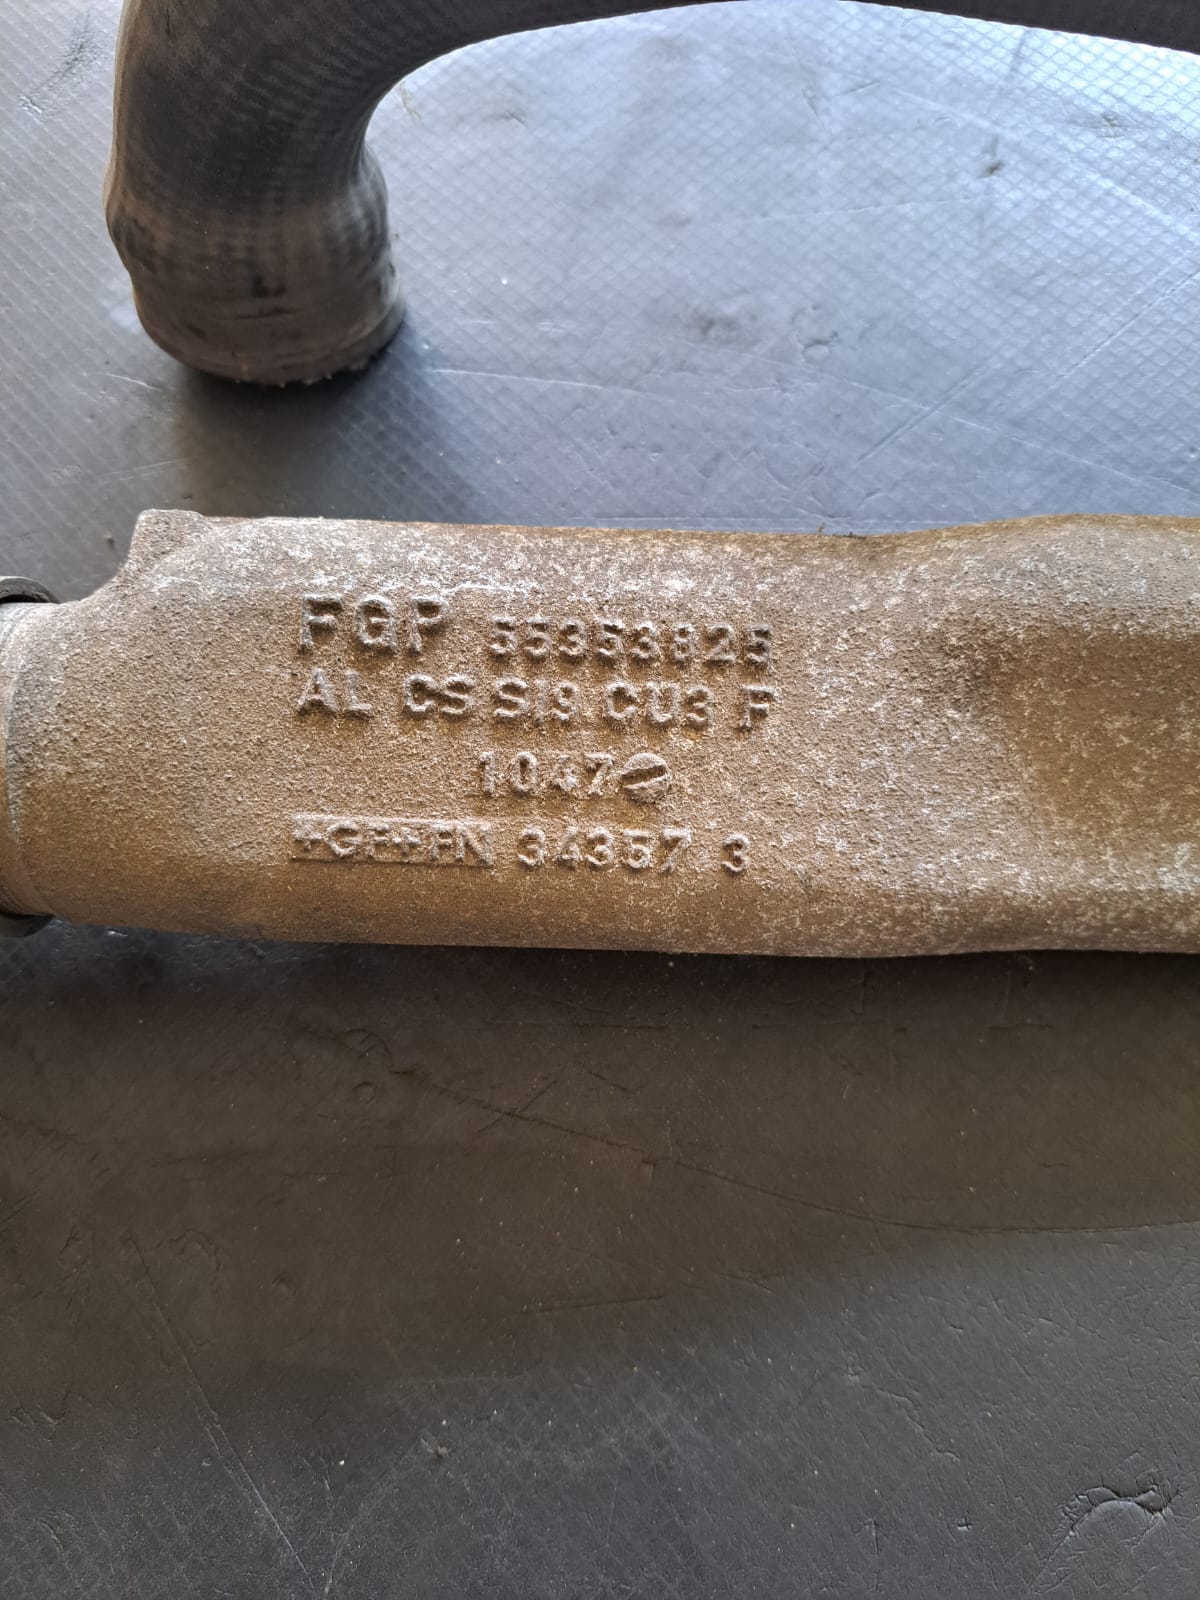 FGP 55353825
AL CS SI9 CU3 F
1047
+GF+FN 34357 3